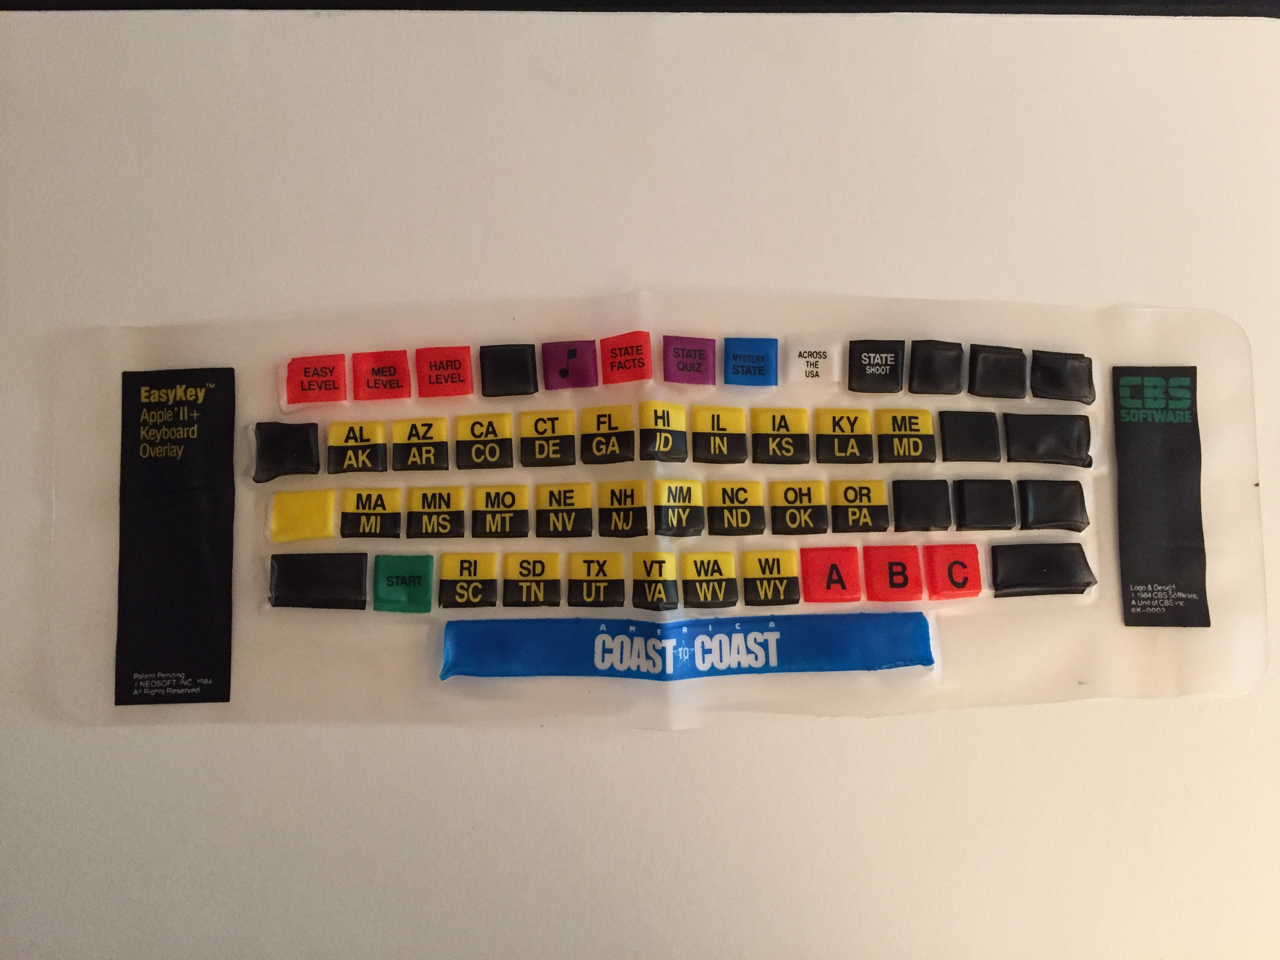 EasyKey™
Apple® II+
Keyboard
Overlay
Patent Pending
NEOSOFT, INC. 1984
All Rights Reserved
EASY
LEVEL
MED
LEVEL
HARD
LEVEL
♪
STATE
FACTS
STATE
QUIZ
MYSTERY
STATE
ACROSS
THE
USA
STATE
SHOOT
AL AZ CA CT FL HI IL IA KY ME
AK AR CO DE GA ID IN KS LA MD
MA MN MO NE NH NM NC OH OR
MI MS MT NV NJ NY ND OK PA
START
RI SD TX VT WA WI
SC TN UT VA WV WY
A B C
AMERICA
COAST TO COAST
CBS
SOFTWARE
Logo & Design
1984 CBS Software,
A Unit of CBS Inc.